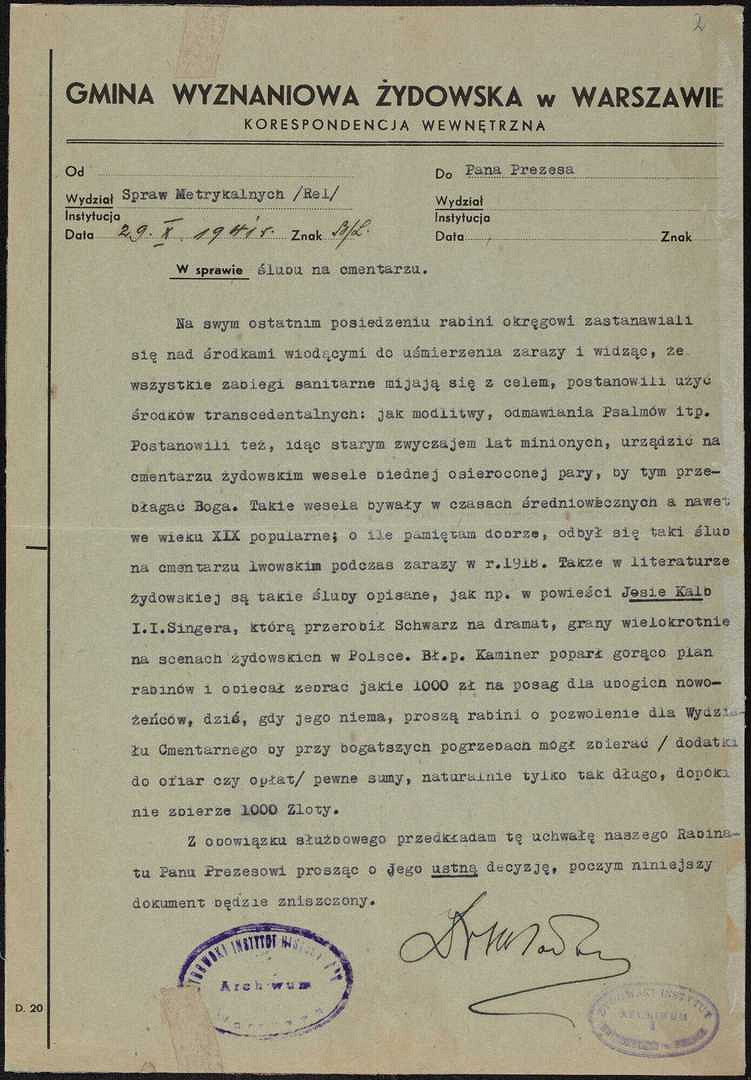 2
GMINA WYZNANIOWA ŻYDOWSKA w WARSZAWIE
KORESPONDENCJA WEWNĘTRZNA
Od
Do Pana Prezesa
Wydział Spraw Metrykalnych /Rel/
Wydział
Instytucja
Instytucja
Data 29. X. 1941 r. Znak B/L.
Data Znak
W sprawie ślubu na cmentarzu.
Na swym ostatnim posiedzeniu rabini okręgowi zastanawiali
się nad środkami wiodącymi do uśmierzenia zarazy i widząc, że
wszystkie zabiegi sanitarne mijają się z celem, postanowili użyć
środków transcedentalnych: jak modlitwy, odmawiania Psalmów itp.
Postanowili też, idąc starym zwyczajem lat minionych, urządzić na
cmentarzu żydowskim wesele biednej osieroconej pary, by tym prze-
błagać Boga. Takie wesela bywały w czasach średniowiecznych a nawet
we wieku XIX popularne; o ile pamiętam dobrze, odbył się taki ślub
na cmentarzu lwowskim podczas zarazy w r.1918. Także w literaturze
żydowskiej są takie śluby opisane, jak np. w powieści Josie Kalb
I.I.Singera, którą przerobił Schwarz na dramat, grany wielokrotnie
na scenach żydowskich w Polsce. Bł.p. Kaminer poparł gorąco plan
rabinów i obiecał zebrać jakie 1000 zł na posag dla ubogich nowo-
żeńców, dziś, gdy jego niema, proszą rabini o pozwolenie dla Wydzia-
łu Cmentarnego by przy bogatszych pogrzebach mógł zbierać / dodatki
do ofiar czy opłat/ pewne sumy, naturalnie tylko tak długo, dopóki
nie zbierze 1000 Zloty.
Z obowiązku służbowego przedkładam tę uchwałę naszego Rabina-
tu Panu Prezesowi prosząc o Jego ustną decyzję, poczym niniejszy
dokument będzie zniszczony.
ŻYDOWSKI INSTYTUT HISTORYCZNY
Archiwum
ŻYDOWSKI INSTYTUT
ARCHIWUM
D. 20